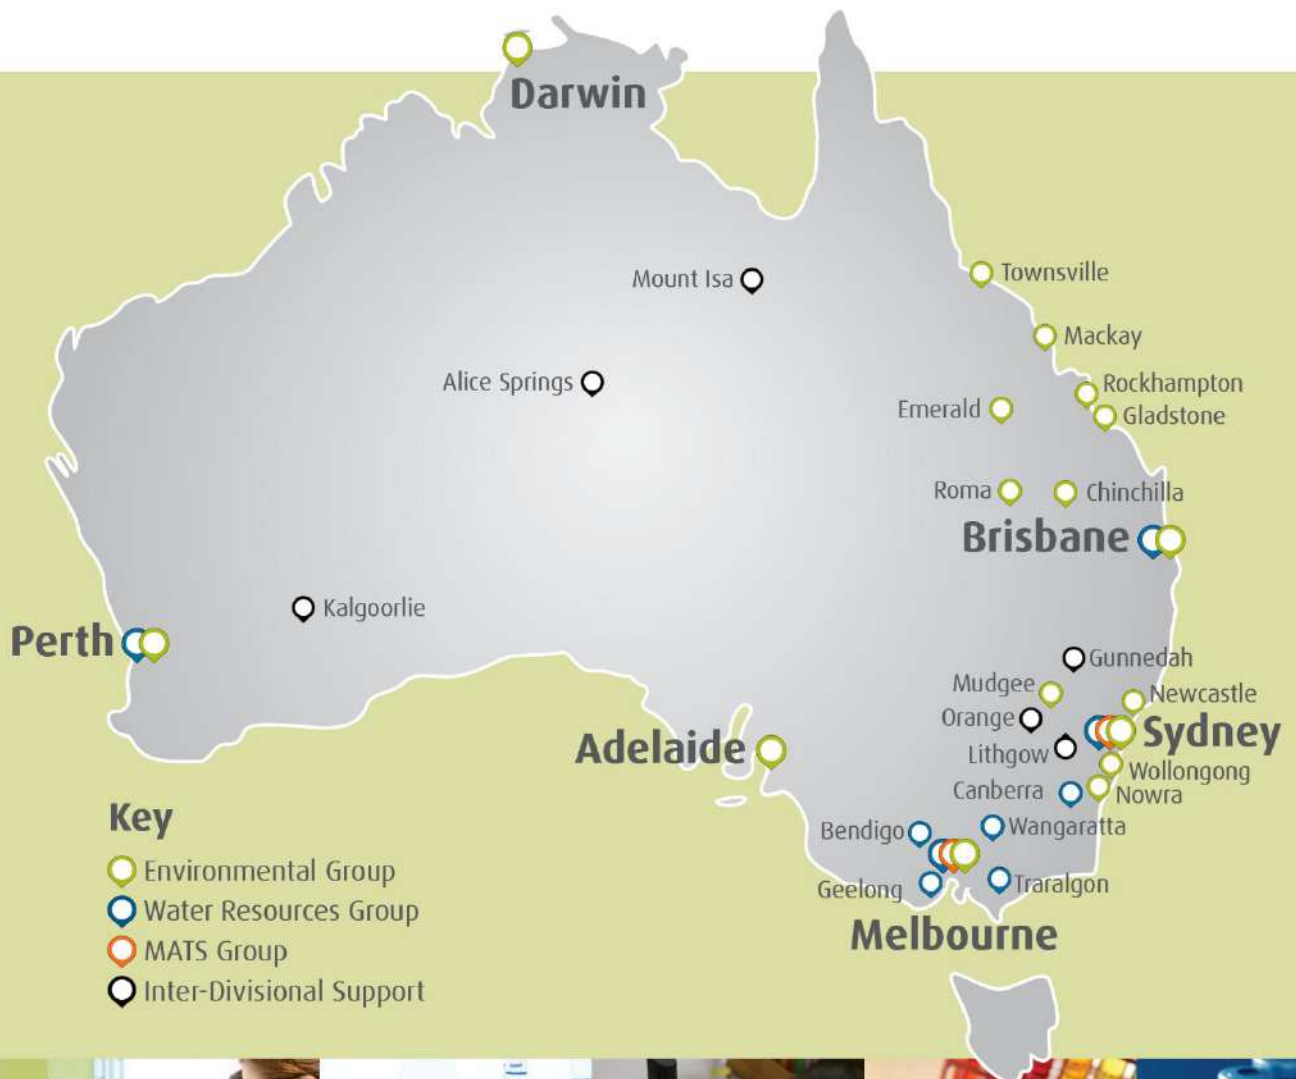 Darwin
Mount Isa
Townsville
Mackay
Alice Springs
Rockhampton
Emerald
Gladstone
Roma
Chinchilla
Brisbane
Kalgoorlie
Perth
Gunnedah
Mudgee
Newcastle
Orange
Sydney
Adelaide
Lithgow
Wollongong
Canberra
Nowra
Bendigo
Wangaratta
Geelong
Traralgon
Melbourne
Key
Environmental Group
Water Resources Group
MATS Group
Inter-Divisional Support